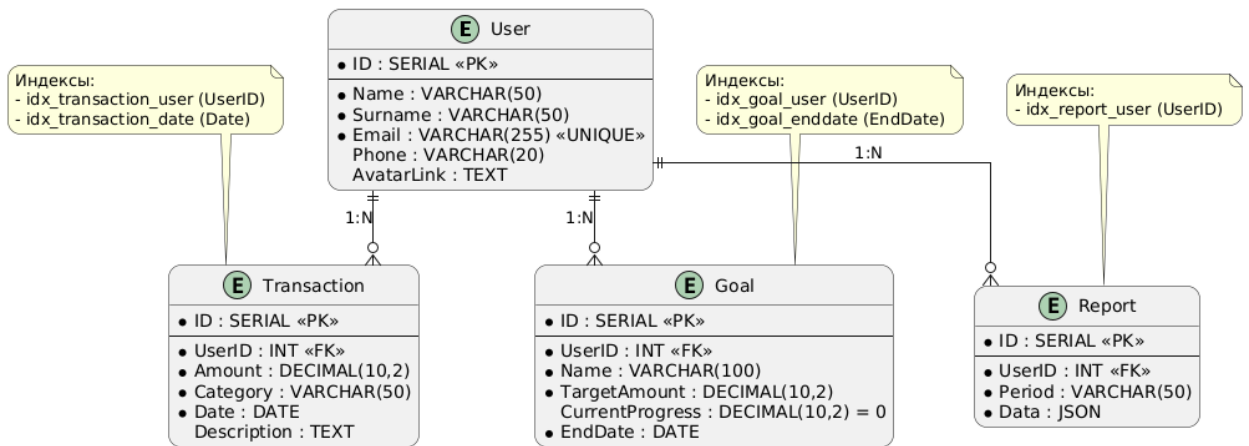 E User
• ID : SERIAL «PK»
• Name : VARCHAR(50)
• Surname : VARCHAR(50)
• Email : VARCHAR(255) «UNIQUE»
Phone : VARCHAR(20)
AvatarLink : TEXT
Индексы:
- idx_transaction_user (UserID)
- idx_transaction_date (Date)
Индексы:
- idx_goal_user (UserID)
- idx_goal_enddate (EndDate)
Индексы:
- idx_report_user (UserID)
1:N
1:N
1:N
E Transaction
• ID : SERIAL «PK»
• UserID : INT «FK»
• Amount : DECIMAL(10,2)
• Category : VARCHAR(50)
• Date : DATE
Description : TEXT
E Goal
• ID : SERIAL «PK»
• UserID : INT «FK»
• Name : VARCHAR(100)
• TargetAmount : DECIMAL(10,2)
CurrentProgress : DECIMAL(10,2) = 0
• EndDate : DATE
E Report
• ID : SERIAL «PK»
• UserID : INT «FK»
• Period : VARCHAR(50)
• Data : JSON